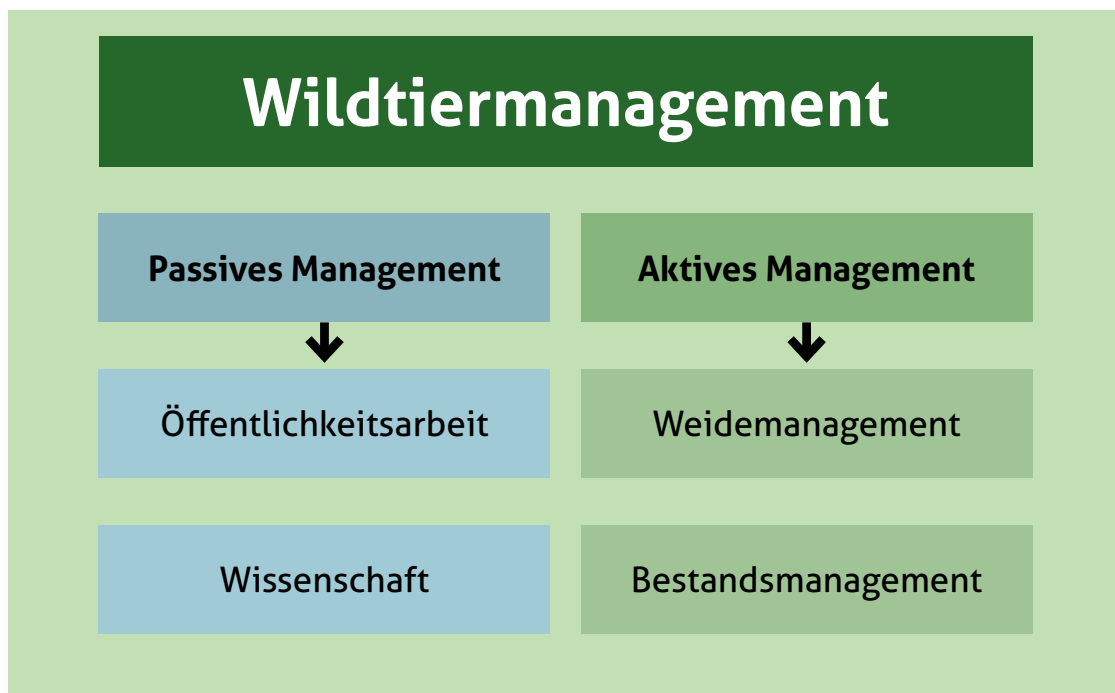 Wildtiermanagement
Passives Management
Aktives Management
Öffentlichkeitsarbeit
Weidemanagement
Wissenschaft
Bestandsmanagement